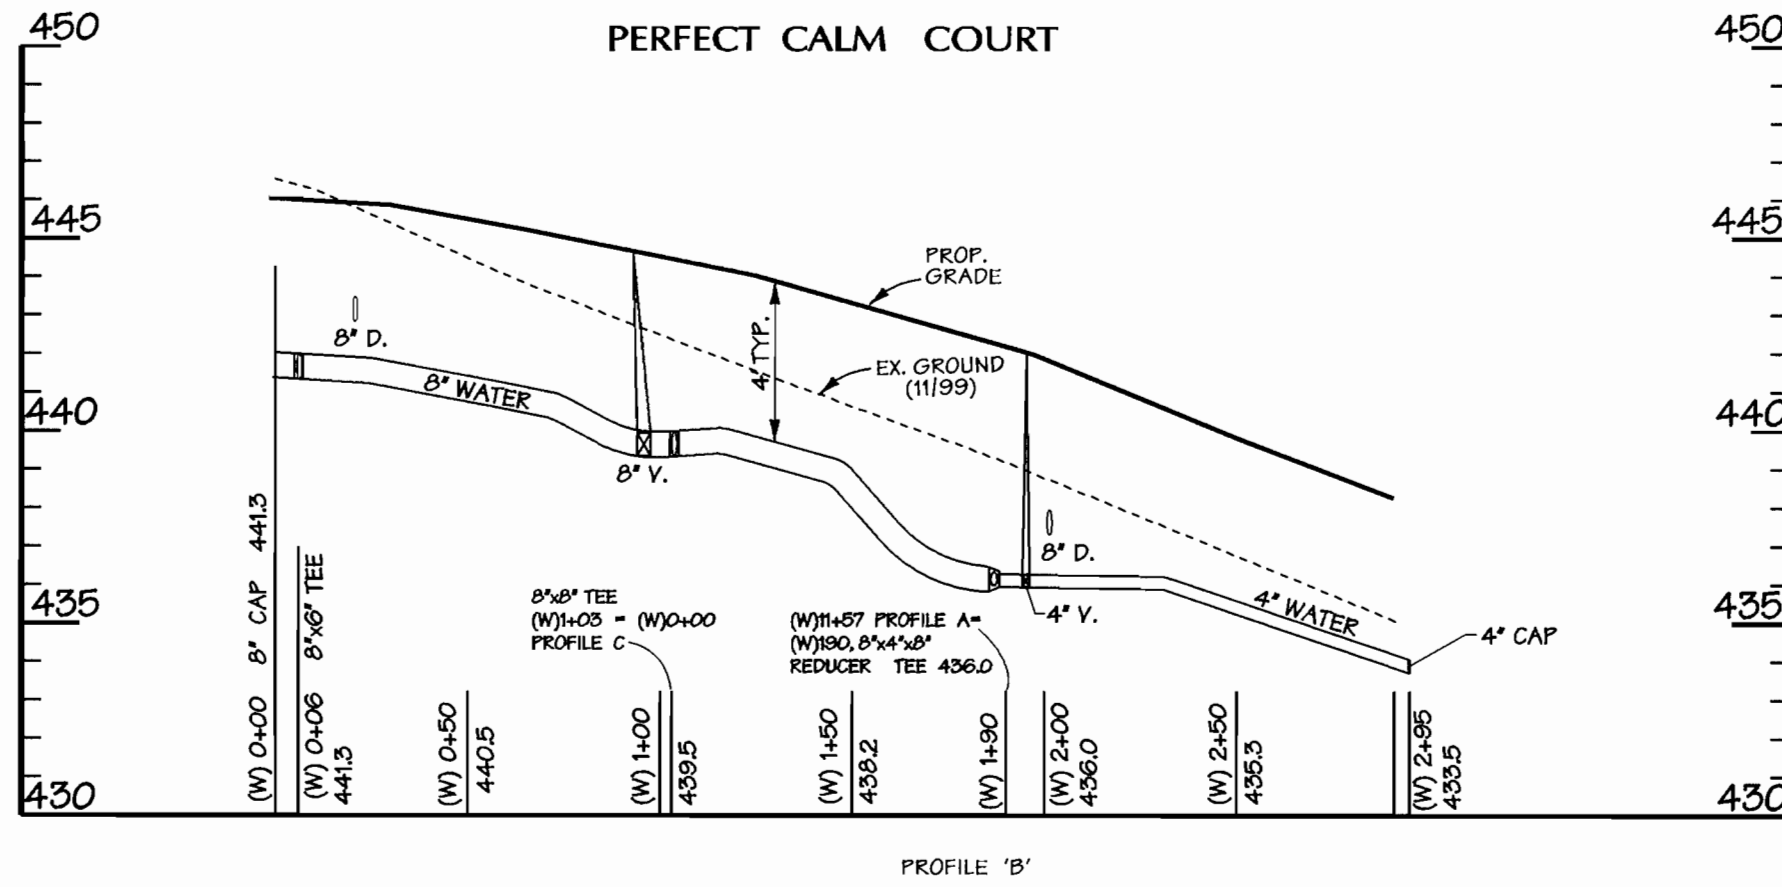 PERFECT CALM COURT
450
450
445
445
440
440
435
435
430
430
PROP.
GRADE
EX. GROUND
(11/99)
4' TYP.
8" D.
8" WATER
8" V.
8" D.
4" V.
4" WATER
4" CAP
8"x8" TEE
(W)1+03 = (W)0+00
PROFILE C
(W)11+57 PROFILE A=
(W)190, 8"x4"x8"
REDUCER TEE 436.0
(W) 0+00 8" CAP 441.3
(W) 0+06 8"x6" TEE
441.3
(W) 0+50
440.5
(W) 1+00
439.5
(W) 1+50
438.2
(W) 1+90
(W) 2+00
436.0
(W) 2+50
435.3
(W) 2+95
433.5
PROFILE 'B'